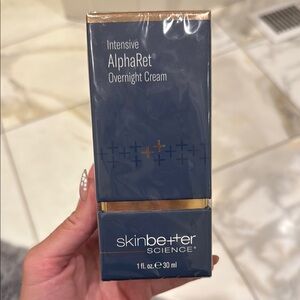 Intensive
AlphaRet®
Overnight Cream
skinbetter
SCIENCE®
1 fl. oz. ℮ 30 ml